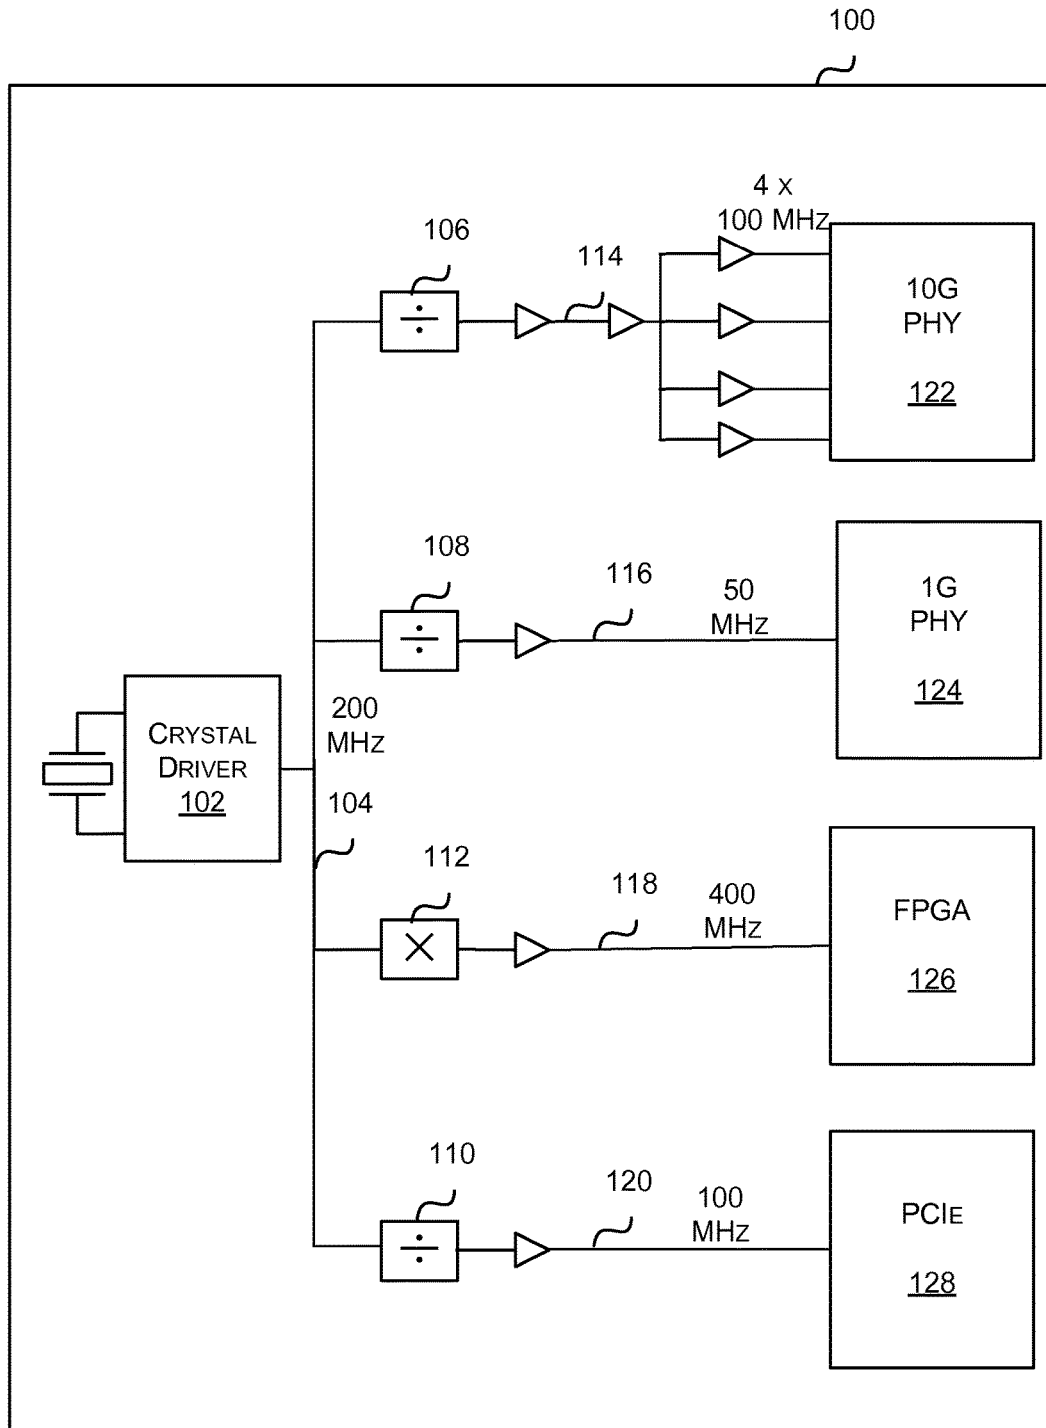 100
4 X
100 MHZ
106
114
10G
PHY
122
÷
108
116
50
MHZ
1G
PHY
124
÷
200
MHZ
CRYSTAL
DRIVER
102
104
112
118
400
MHZ
FPGA
126
×
110
120
100
MHZ
PCIE
128
÷